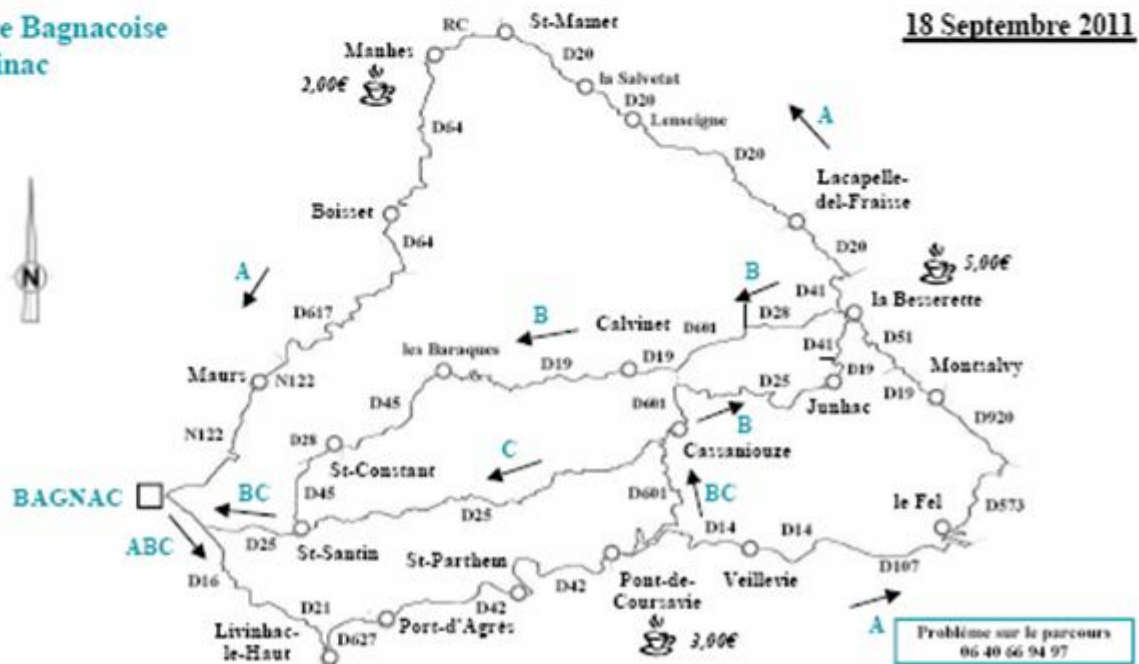 e Bagnacoise
inac
18 Septembre 2011
RC
St-Mamet
Manhes
D20
2,00€
la Salvetat
D20
Lenseigne
A
D64
D20
Lacapelle-
del-Fraisse
Boisset
D64
D20
N
A
5,00€
B
D41
la Besserette
D617
B
Calvinet
D601
D28
les Baraques
D41
D51
Maurs
N122
D19
D19
D19
Montsalvy
D25
D45
D601
Junhac
D19
D920
N122
D28
B
C
Cassaniouze
St-Constant
BAGNAC
BC
D45
D601
BC
le Fel
D573
D25
ABC
D25
St-Santin
D14
D14
St-Parthem
D16
D42
Pont-de-
Coursavie
Veillevie
D107
D21
D42
Livinhac-
le-Haut
D627
Port-d'Agrès
3,00€
A
Problème sur le parcours
06 40 66 94 97